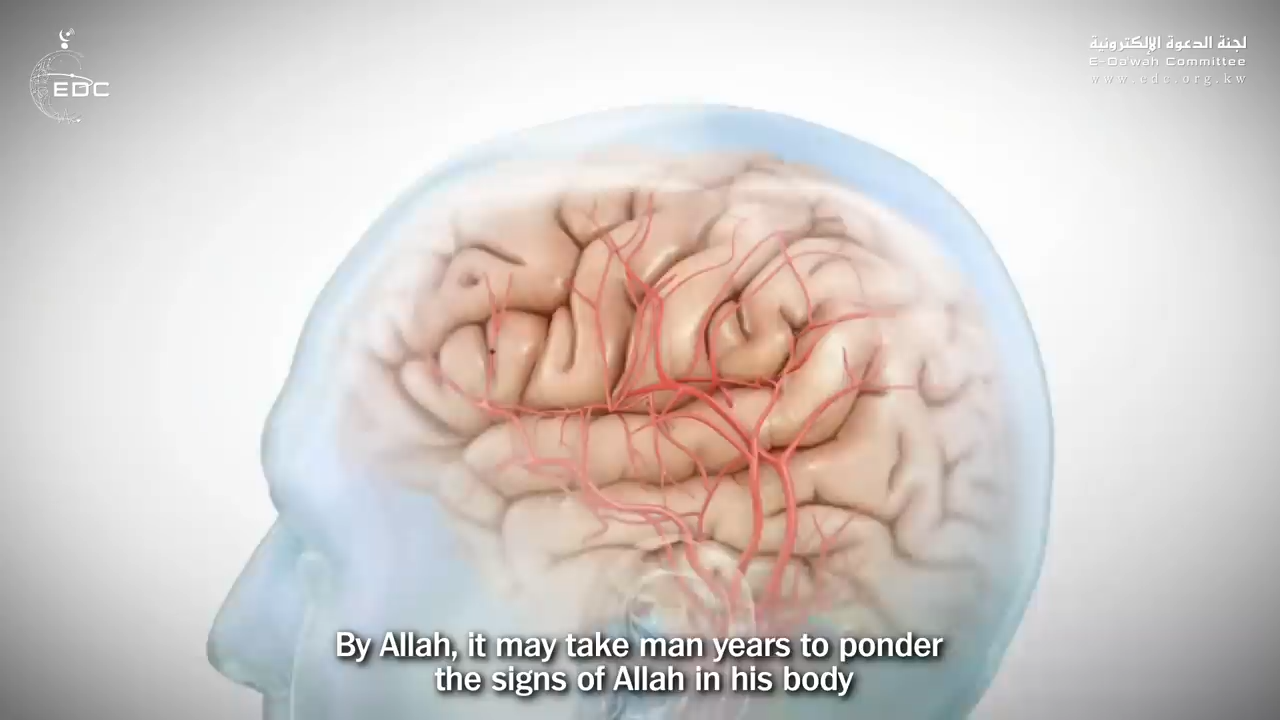 EDC
لجنة الدعوة الإلكترونية
E-Da'wah Committee
www.edc.org.kw
By Allah, it may take man years to ponder
the signs of Allah in his body